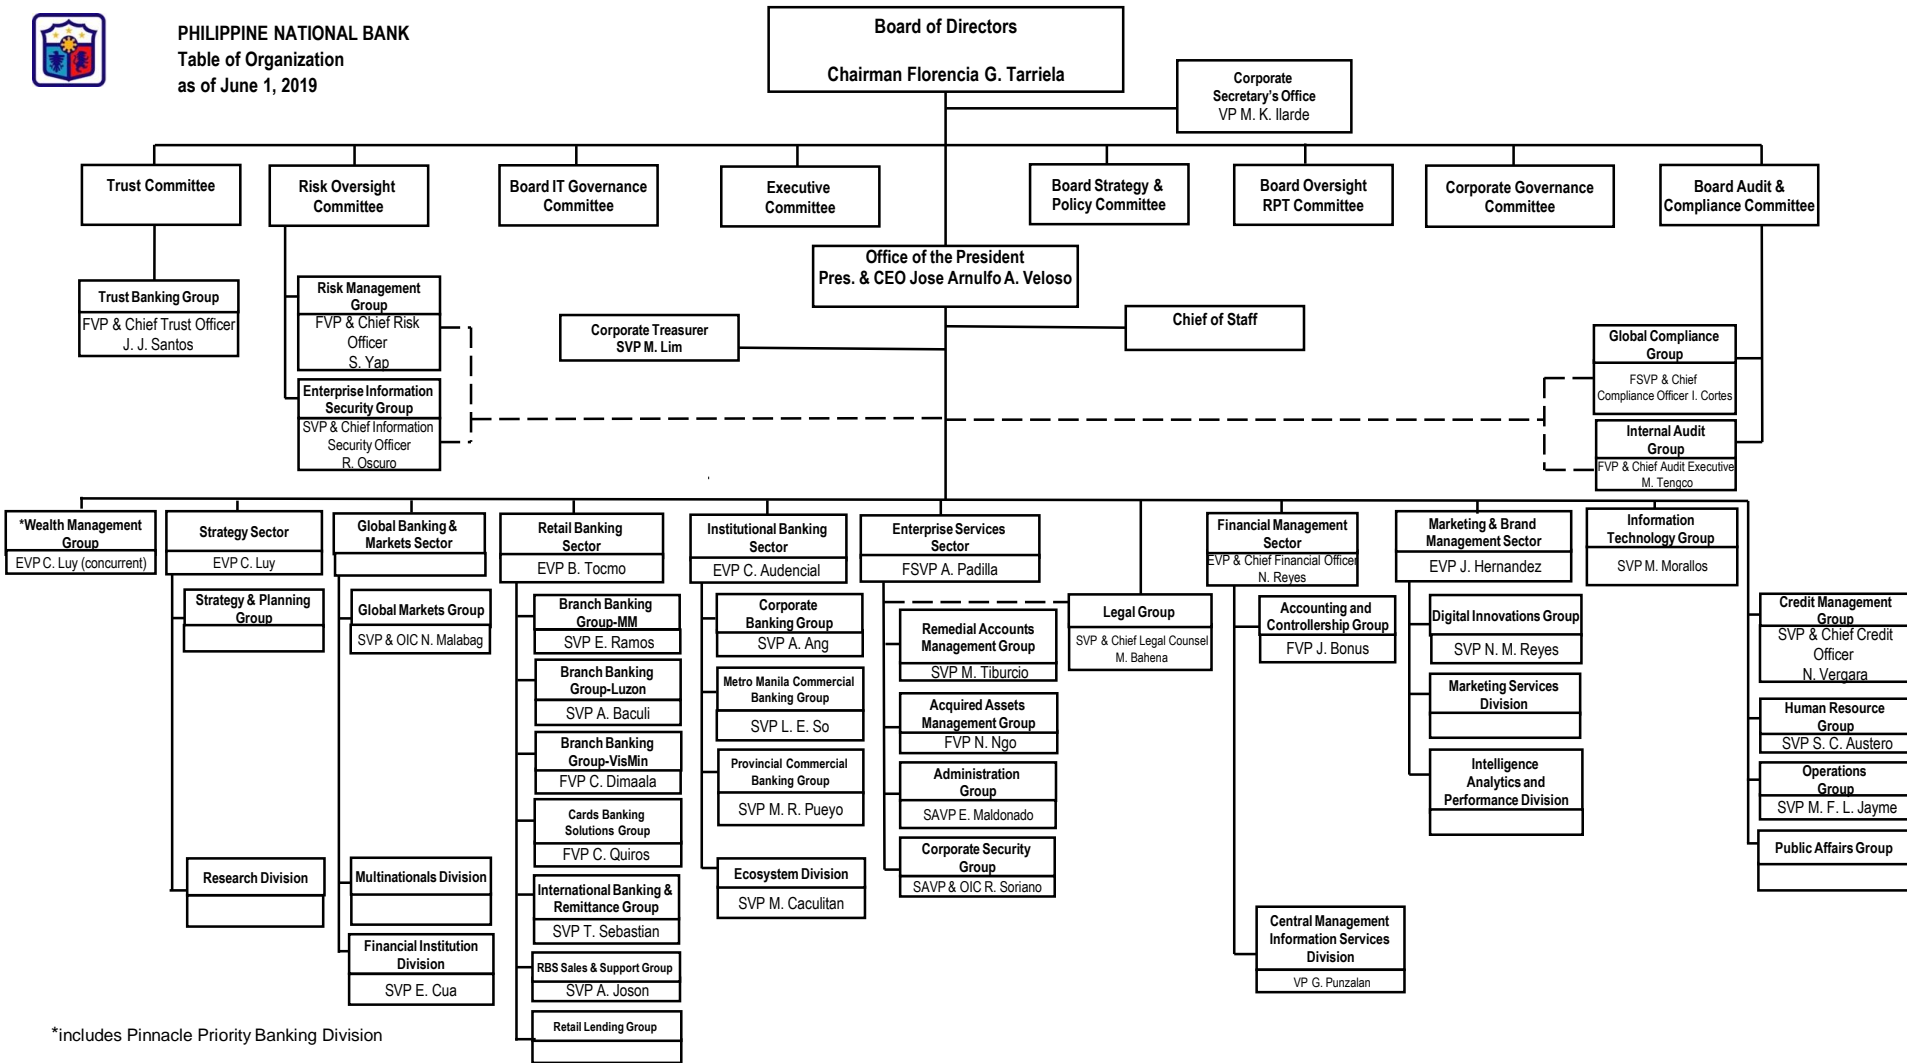 PHILIPPINE NATIONAL BANK
Table of Organization
as of June 1, 2019
Board of Directors
Chairman Florencia G. Tarriela
Corporate
Secretary's Office
VP M. K. Ilarde
Trust Committee
Risk Oversight
Committee
Board IT Governance
Committee
Executive
Committee
Board Strategy &
Policy Committee
Board Oversight
RPT Committee
Corporate Governance
Committee
Board Audit &
Compliance Committee
Office of the President
Pres. & CEO Jose Arnulfo A. Veloso
Trust Banking Group
FVP & Chief Trust Officer
J. J. Santos
Risk Management
Group
FVP & Chief Risk
Officer
S. Yap
Enterprise Information
Security Group
SVP & Chief Information
Security Officer
R. Oscuro
Corporate Treasurer
SVP M. Lim
Chief of Staff
Global Compliance
Group
FSVP & Chief
Compliance Officer I. Cortes
Internal Audit
Group
FVP & Chief Audit Executive
M. Tengco
*Wealth Management
Group
EVP C. Luy (concurrent)
Strategy Sector
EVP C. Luy
Strategy & Planning
Group
Research Division
Global Banking &
Markets Sector
Global Markets Group
SVP & OIC N. Malabag
Multinationals Division
Financial Institution
Division
SVP E. Cua
Retail Banking
Sector
EVP B. Tocmo
Branch Banking
Group-MM
SVP E. Ramos
Branch Banking
Group-Luzon
SVP A. Baculi
Branch Banking
Group-VisMin
FVP C. Dimaala
Cards Banking
Solutions Group
FVP C. Quiros
International Banking &
Remittance Group
SVP T. Sebastian
RBS Sales & Support Group
SVP A. Joson
Retail Lending Group
Institutional Banking
Sector
EVP C. Audencial
Corporate
Banking Group
SVP A. Ang
Metro Manila Commercial
Banking Group
SVP L. E. So
Provincial Commercial
Banking Group
SVP M. R. Pueyo
Ecosystem Division
SVP M. Caculitan
Enterprise Services
Sector
FSVP A. Padilla
Remedial Accounts
Management Group
SVP M. Tiburcio
Acquired Assets
Management Group
FVP N. Ngo
Administration
Group
SAVP E. Maldonado
Corporate Security
Group
SAVP & OIC R. Soriano
Legal Group
SVP & Chief Legal Counsel
M. Bahena
Financial Management
Sector
EVP & Chief Financial Officer
N. Reyes
Accounting and
Controllership Group
FVP J. Bonus
Central Management
Information Services
Division
VP G. Punzalan
Marketing & Brand
Management Sector
EVP J. Hernandez
Digital Innovations Group
SVP N. M. Reyes
Marketing Services
Division
Intelligence
Analytics and
Performance Division
Information
Technology Group
SVP M. Morallos
Credit Management
Group
SVP & Chief Credit
Officer
N. Vergara
Human Resource
Group
SVP S. C. Austero
Operations
Group
SVP M. F. L. Jayme
Public Affairs Group
*includes Pinnacle Priority Banking Division